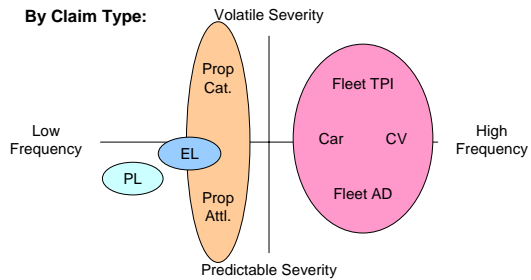 By Claim Type:
Volatile Severity
Prop
Cat.
Fleet TPI
Low
Frequency
Car
CV
High
Frequency
EL
PL
Prop
Attl.
Fleet AD
Predictable Severity